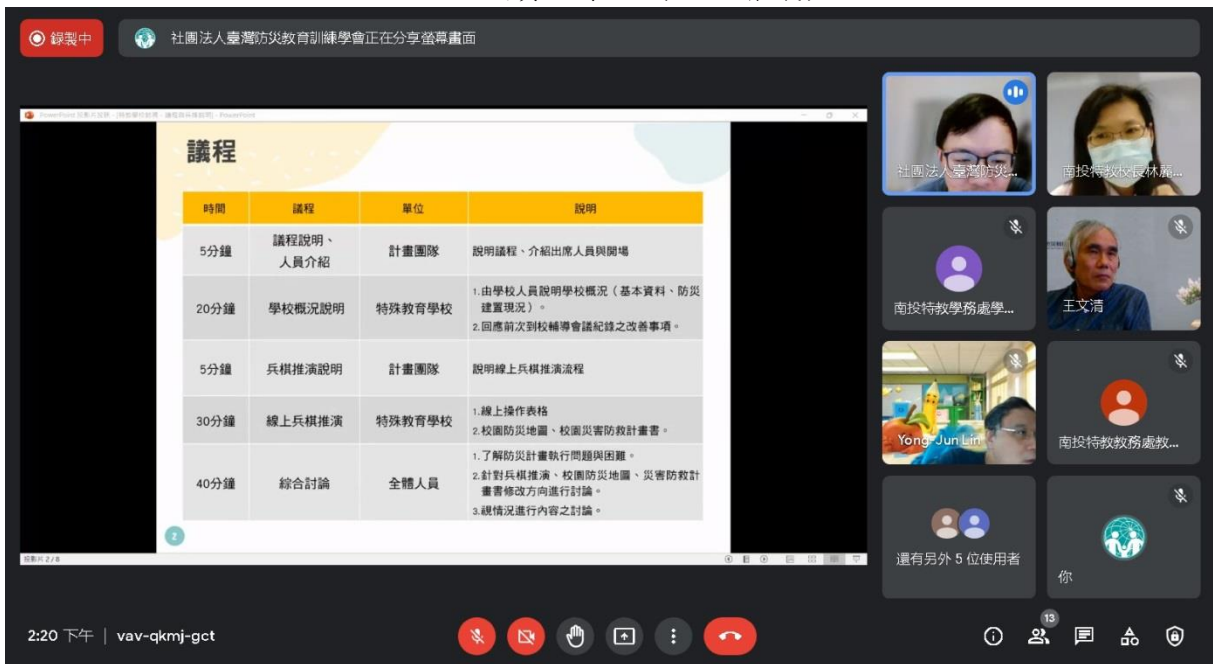 錄製中
社團法人臺灣防災教育訓練學會正在分享螢幕畫面
議程
時間 議程 單位 說明
5分鐘 議程說明、人員介紹 計畫團隊 說明議程、介紹出席人員與開場
20分鐘 學校概況說明 特殊教育學校 1.由學校人員說明學校概況（基本資料、防災
建置現況）。
2.回應前次到校輔導會議紀錄之改善事項。
5分鐘 兵棋推演說明 計畫團隊 說明線上兵棋推演流程
30分鐘 線上兵棋推演 特殊教育學校 1.線上操作表格
2.校園防災地圖、校園災害防救計畫書。
40分鐘 綜合討論 全體人員 1.了解防災計畫執行問題與困難。
2.針對兵棋推演、校園防災地圖、災害防救計
畫書修改方向進行討論。
3.視情況進行內容之討論。
2
投影片 2 / 8
社團法人臺灣防災...
南投特教校長林麗...
南投特教學務處學...
王文清
Yong-Jun Lin
南投特教教務處教...
還有另外 5 位使用者
你
2:20 下午 | vav-qkmj-gct
13